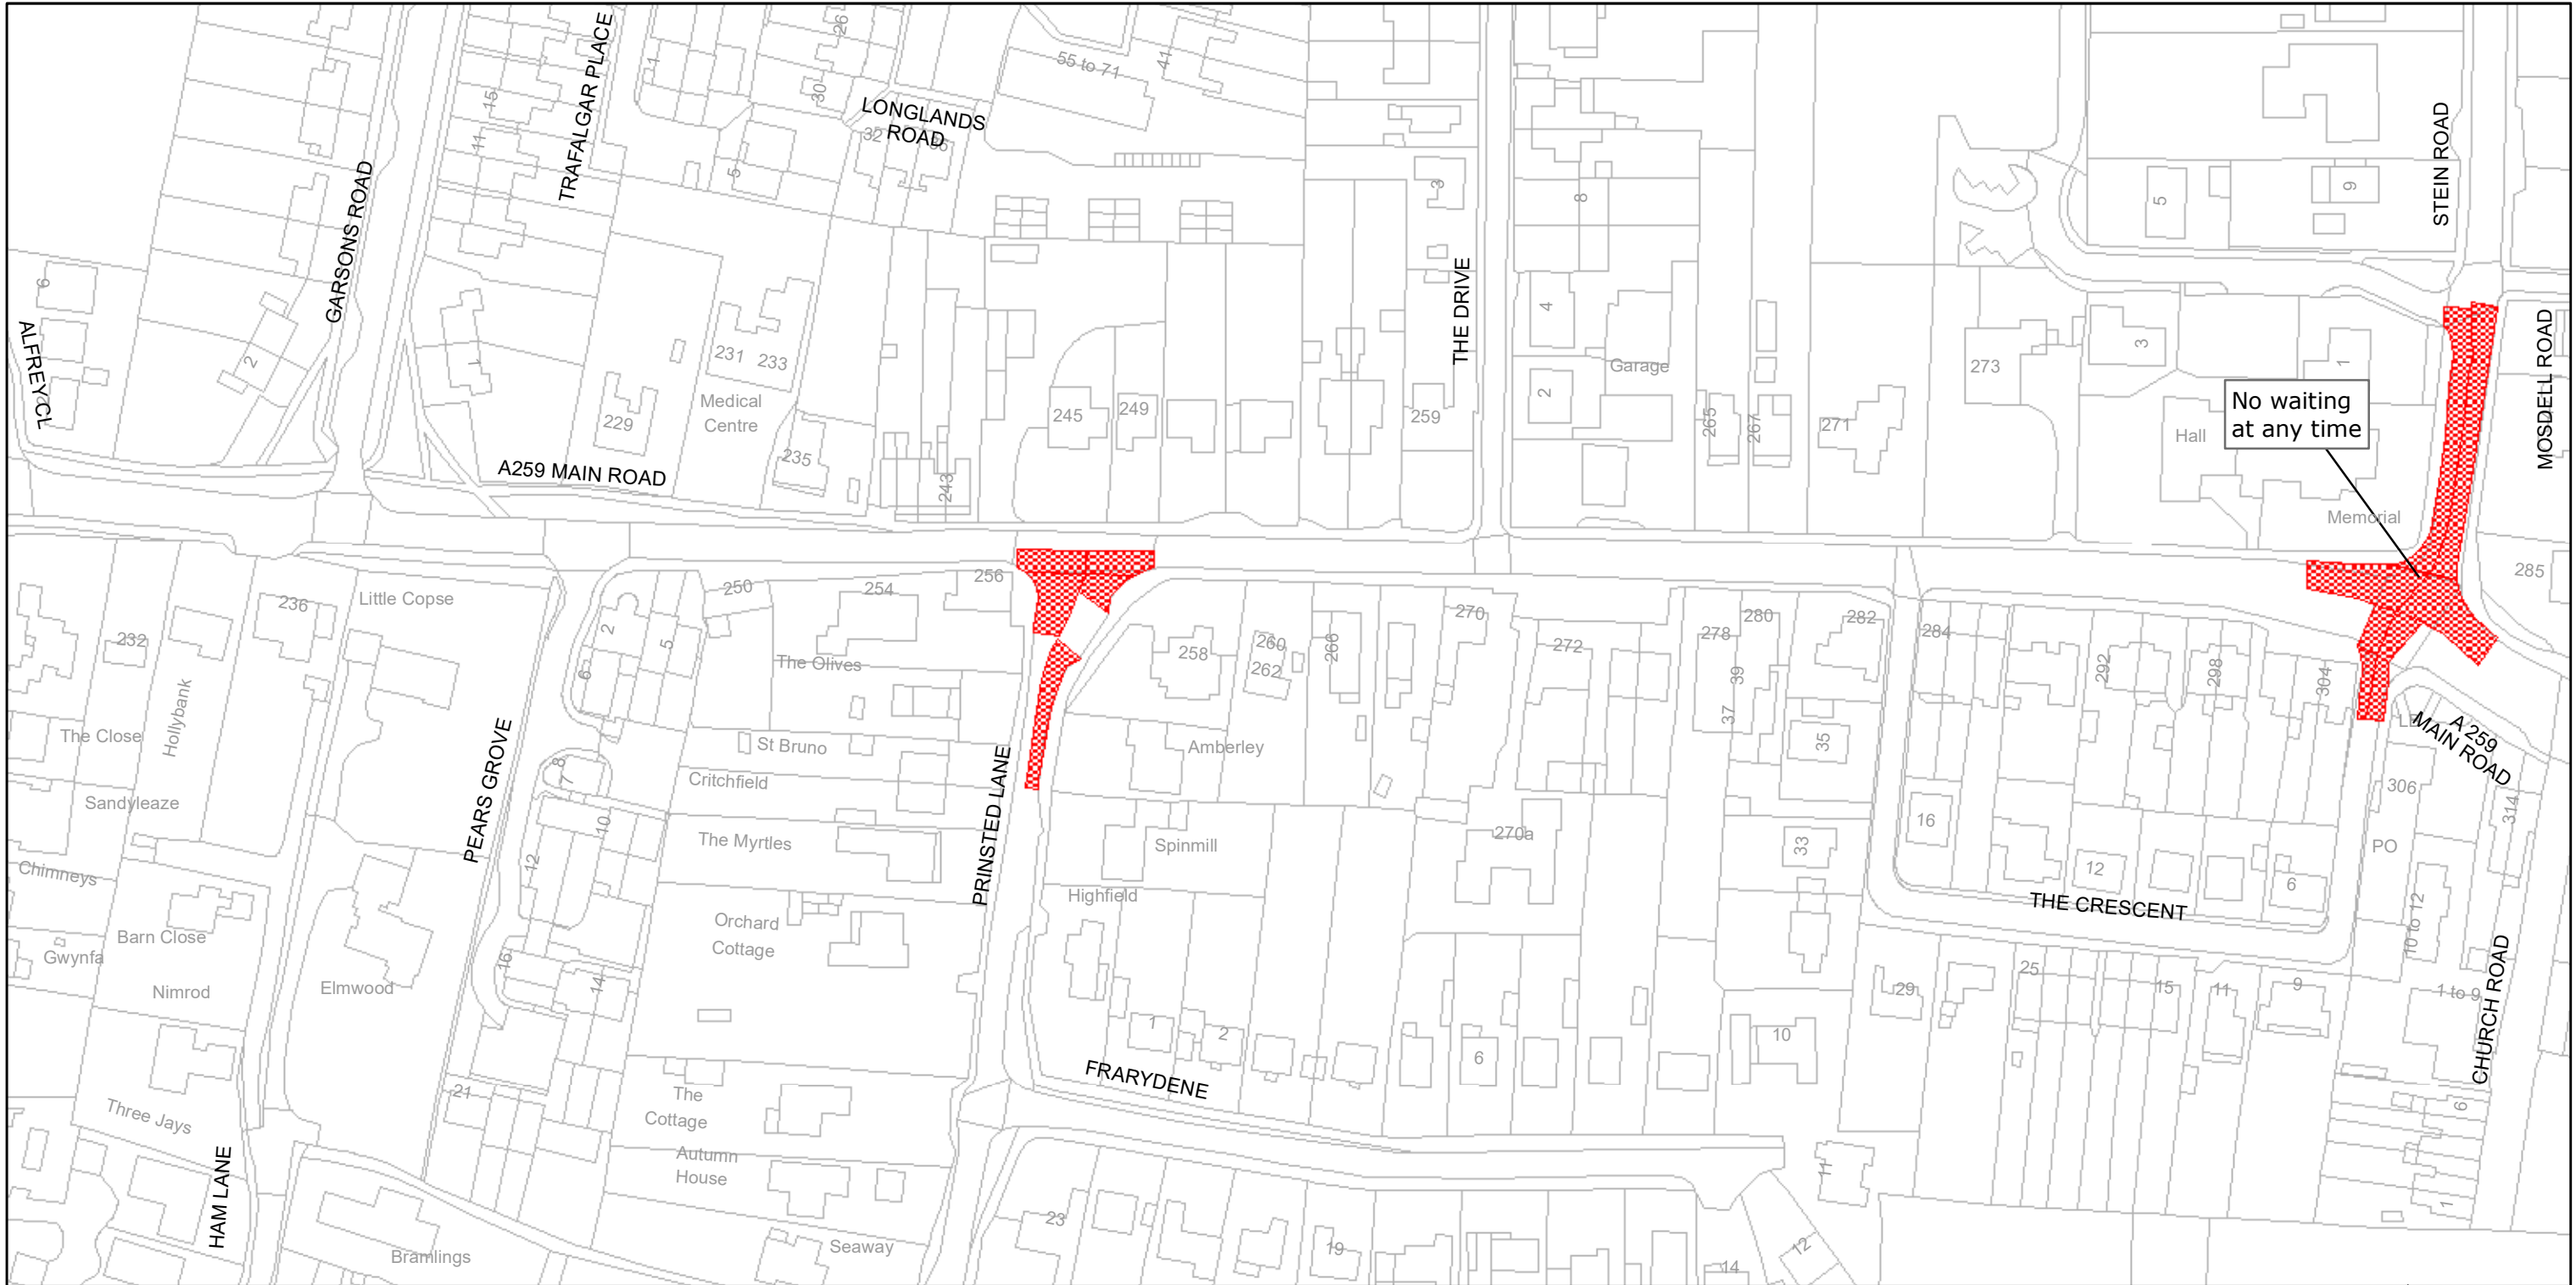 TRAFALGAR PLACE
26
1
55 to 71
41
15
30
LONGLANDS
ROAD
32
36
11
5
STEIN ROAD
GARSONS ROAD
3
8
5
9
6
THE DRIVE
ALFREY CL
2
1
231
233
4
Garage
273
3
1
MOSDELL ROAD
No waiting
at any time
Medical
Centre
229
245
249
259
2
265
267
271
Hall
235
A259 MAIN ROAD
243
Memorial
285
236
Little Copse
250
254
256
232
2
5
6
The Olives
258
260
262
266
270
272
278
280
282
284
292
298
304
39
37
35
The Close
Hollybank
St Bruno
Amberley
A 259
MAIN ROAD
Critchfield
PEARS GROVE
8
7
PRINSTED LANE
306
314
Sandyleaze
10
The Myrtles
Spinmill
270a
33
16
PO
Chimneys
12
Highfield
12
6
THE CRESCENT
10 to 12
Orchard
Cottage
Barn Close
Gwynfa
Nimrod
Elmwood
16
14
25
29
15
11
9
1 to 9
CHURCH ROAD
1
2
6
10
FRARYDENE
21
The
Cottage
Three Jays
6
Autumn
House
11
HAM LANE
1
23
19
12
14
Seaway
Bramlings